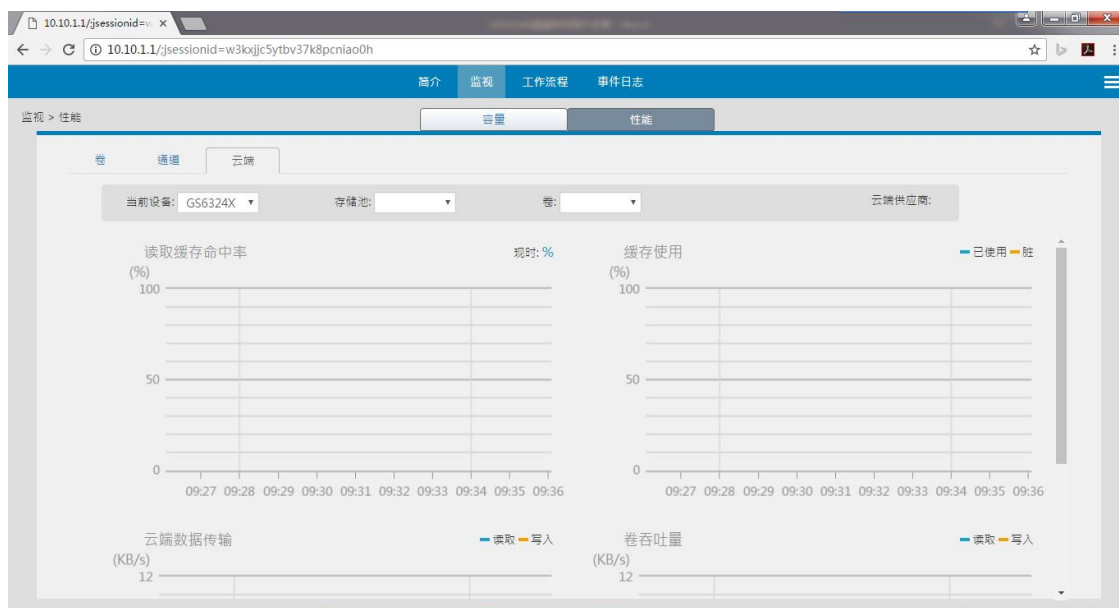 10.10.1.1/;jsessionid=w
10.10.1.1/;jsessionid=w3kxjjc5ytbv37k8pcniao0h
简介 监视 工作流程 事件日志
监视 > 性能
容量 性能
卷 通道 云端
当前设备: GS6324X 存储池: 卷: 云端供应商:
读取缓存命中率 现时: %
(%)
100
50
0
09:27 09:28 09:29 09:30 09:31 09:32 09:33 09:34 09:35 09:36
缓存使用 已使用 脏
(%)
100
50
0
09:27 09:28 09:29 09:30 09:31 09:32 09:33 09:34 09:35 09:36
云端数据传输 读取 写入
(KB/s)
12
卷吞吐量 读取 写入
(KB/s)
12